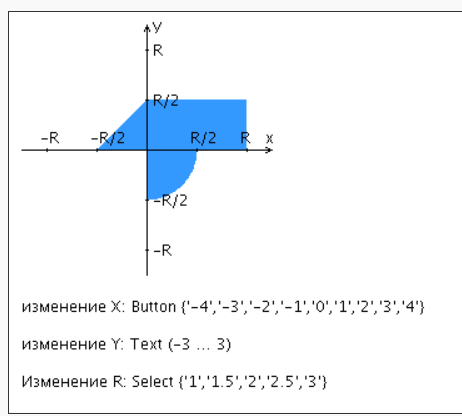 y
R
R/2
−R −R/2 R/2 R x
−R/2
−R
изменение X: Button {'−4','−3','−2','−1','0','1','2','3','4'}
изменение Y: Text (−3 ... 3)
Изменение R: Select {'1','1.5','2','2.5','3'}